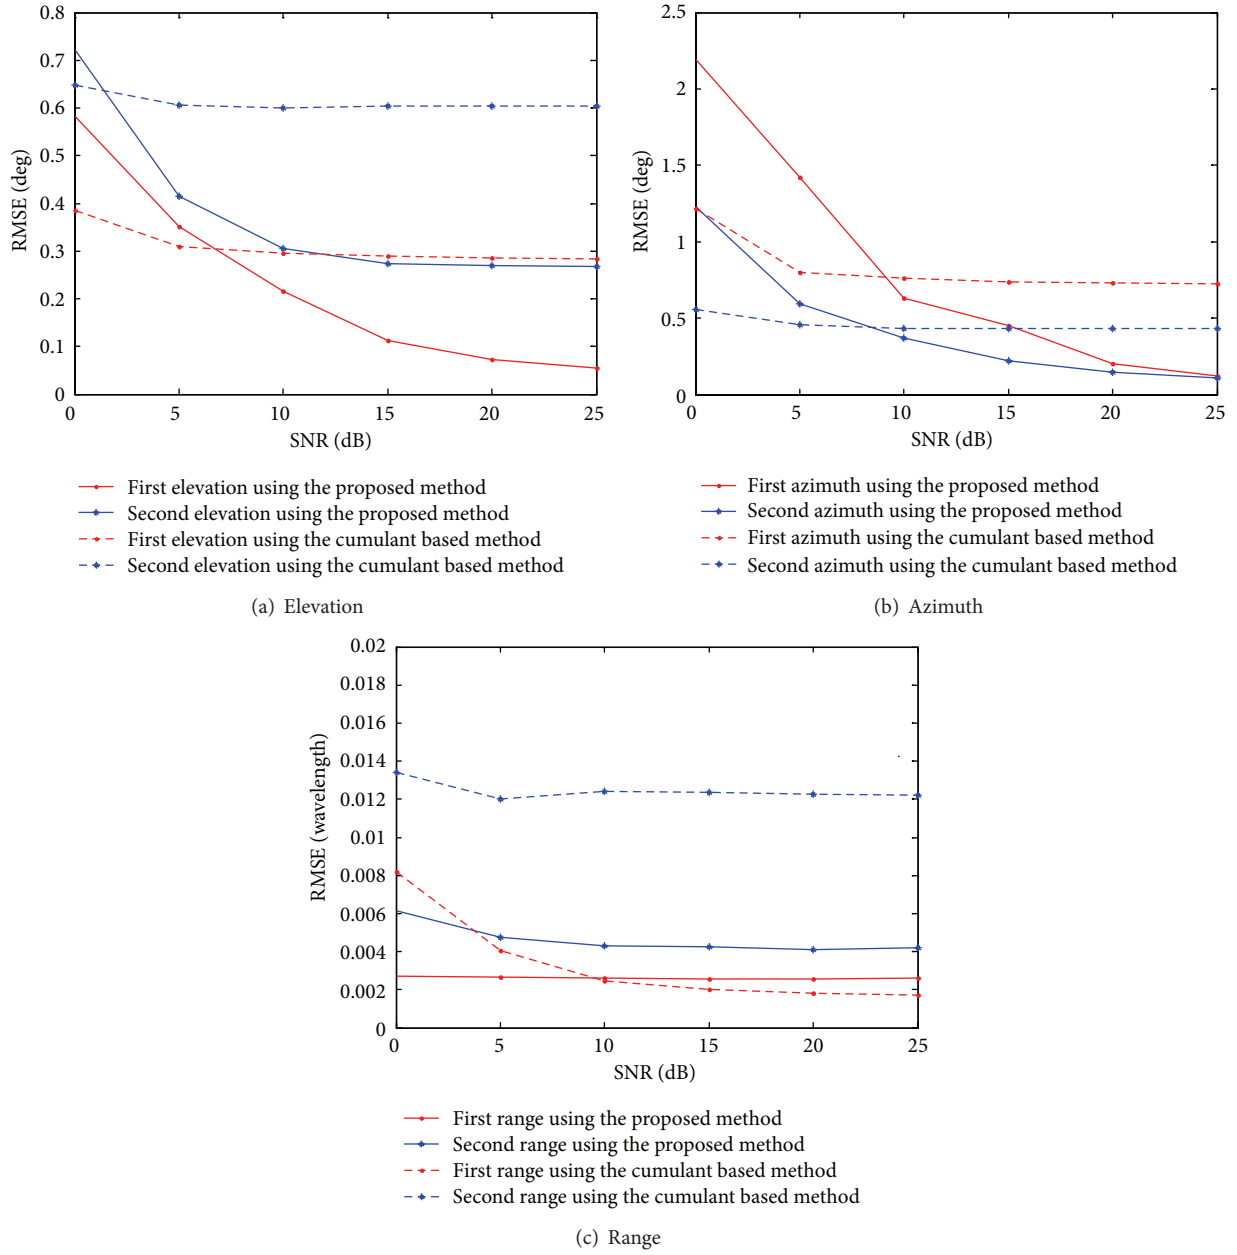 0.8
0.7
0.6
0.5
0.4
0.3
0.2
0.1
0
RMSE (deg)
0 5 10 15 20 25
SNR (dB)
First elevation using the proposed method
Second elevation using the proposed method
First elevation using the cumulant based method
Second elevation using the cumulant based method
(a) Elevation
2.5
2
1.5
1
0.5
0
RMSE (deg)
0 5 10 15 20 25
SNR (dB)
First azimuth using the proposed method
Second azimuth using the proposed method
First azimuth using the cumulant based method
Second azimuth using the cumulant based method
(b) Azimuth
0.02
0.018
0.016
0.014
0.012
0.01
0.008
0.006
0.004
0.002
0
RMSE (wavelength)
0 5 10 15 20 25
SNR (dB)
First range using the proposed method
Second range using the proposed method
First range using the cumulant based method
Second range using the cumulant based method
(c) Range